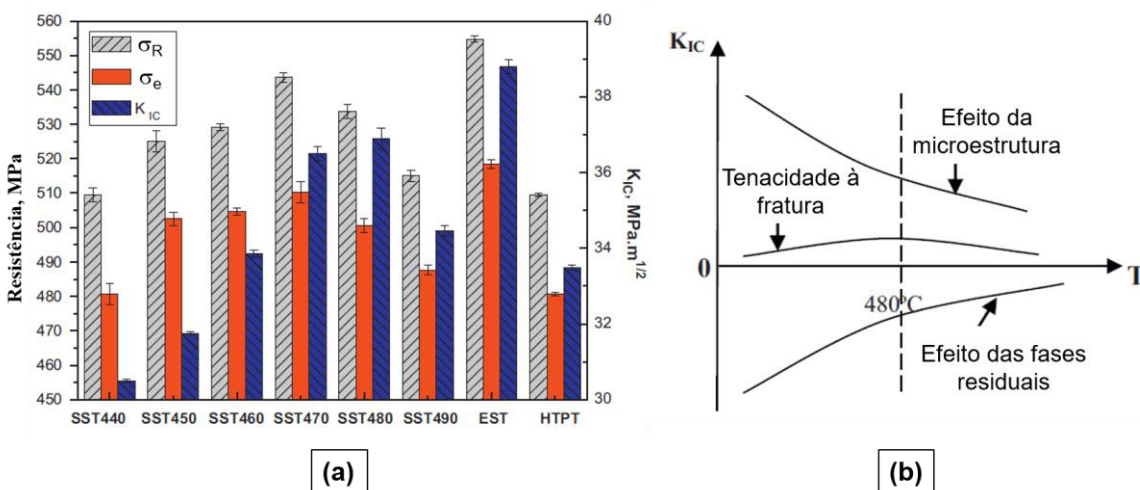 560
550
540
530
520
510
500
490
480
470
460
450
Resistência, MPa
σR
σe
K IC
40
38
36
34
32
30
KIC, MPa.m1/2
SST440 SST450 SST460 SST470 SST480 SST490 EST HTPT
(a)
KIC
Efeito da
microestrutura
Tenacidade à
fratura
0
T
480ºC
Efeito das fases
residuais
(b)